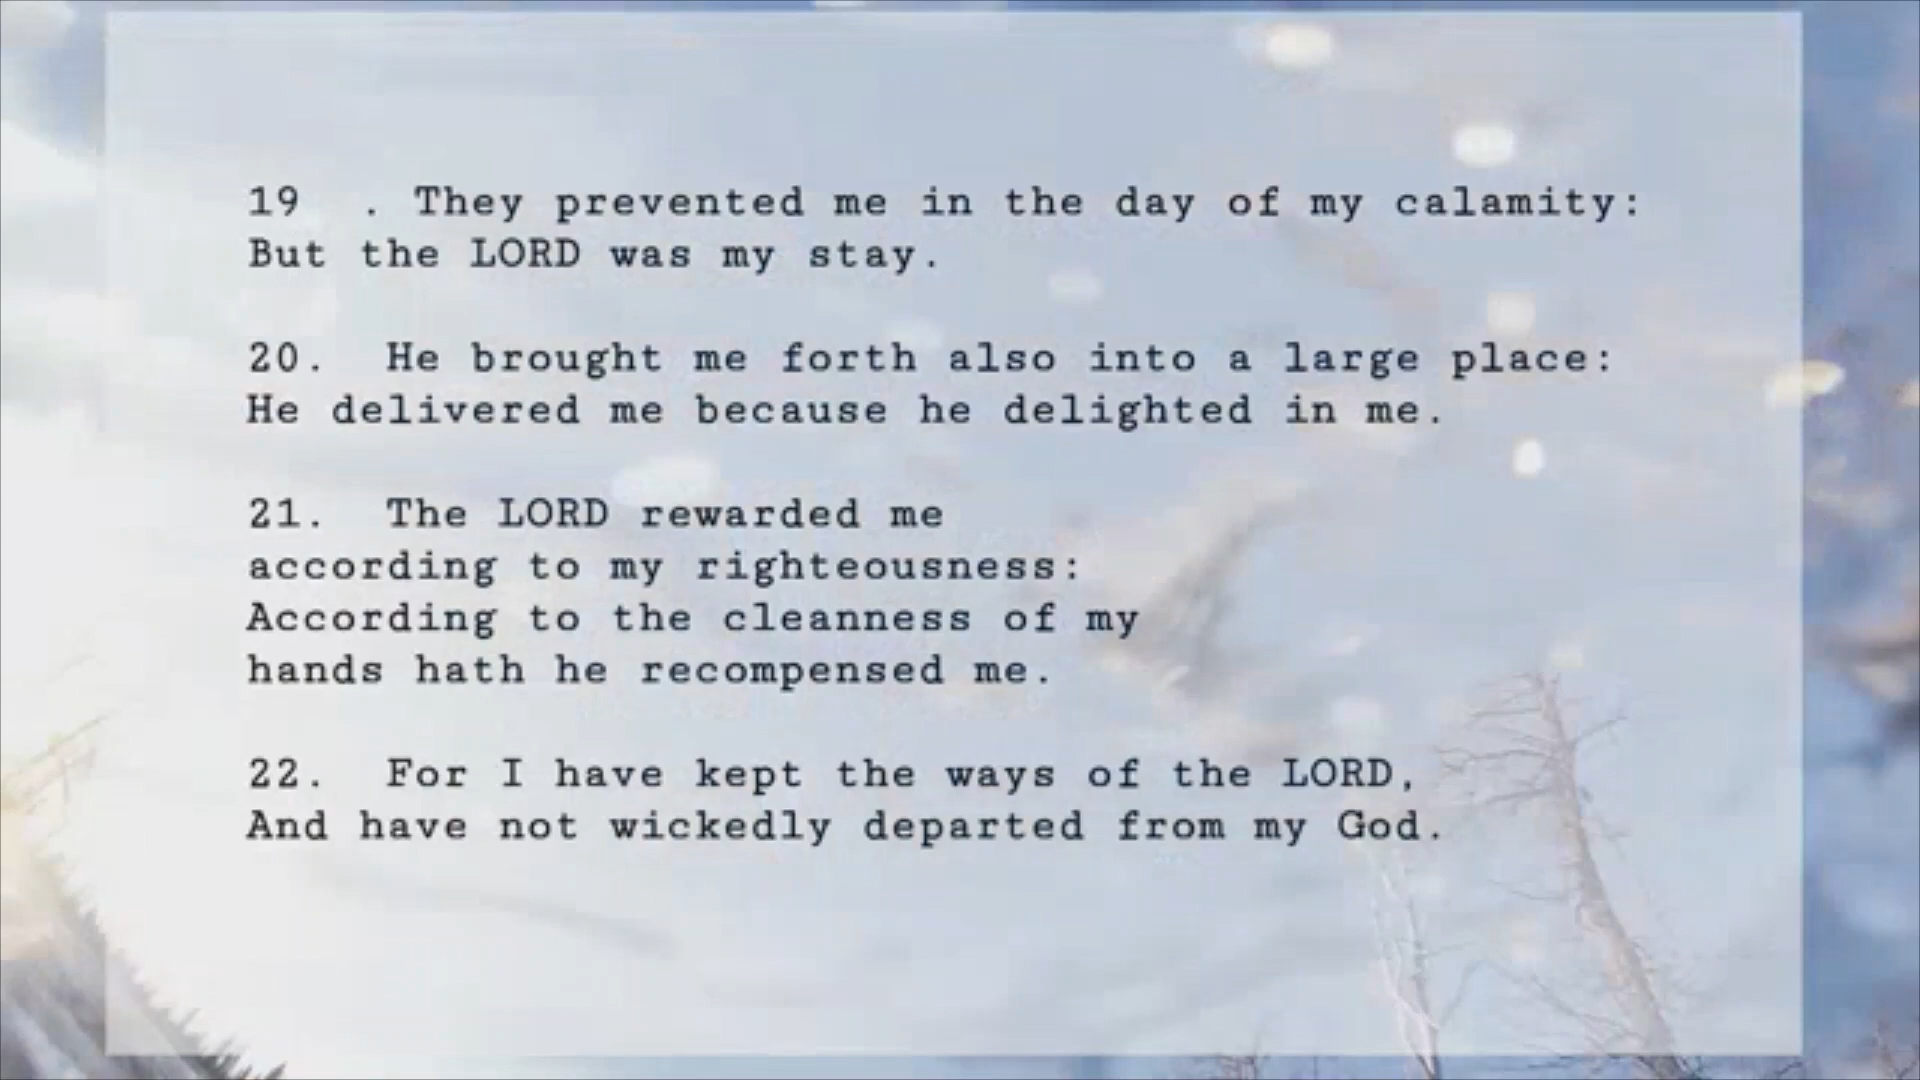 19  . They prevented me in the day of my calamity:
But the LORD was my stay.
20.  He brought me forth also into a large place:
He delivered me because he delighted in me.
21.  The LORD rewarded me
according to my righteousness:
According to the cleanness of my
hands hath he recompensed me.
22.  For I have kept the ways of the LORD,
And have not wickedly departed from my God.